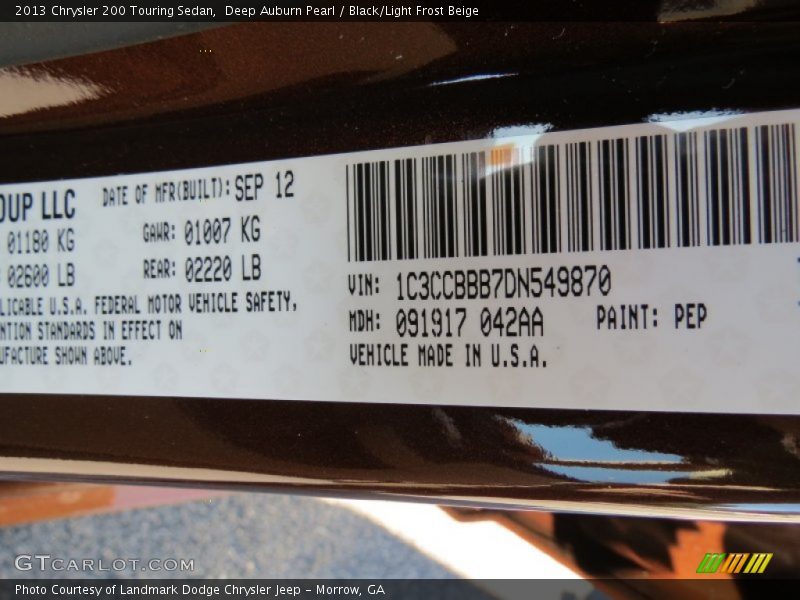 2013 Chrysler 200 Touring Sedan, Deep Auburn Pearl / Black/Light Frost Beige
OUP LLC DATE OF MFR(BUILT): SEP 12
01180 KG GAWR: 01007 KG
02600 LB REAR: 02220 LB
LICABLE U.S.A. FEDERAL MOTOR VEHICLE SAFETY,
NTION STANDARDS IN EFFECT ON
UFACTURE SHOWN ABOVE.
VIN: 1C3CCBBB7DN549870
MDH: 091917 042AA PAINT: PEP
VEHICLE MADE IN U.S.A.
GTCARLOT.COM
Photo Courtesy of Landmark Dodge Chrysler Jeep - Morrow, GA